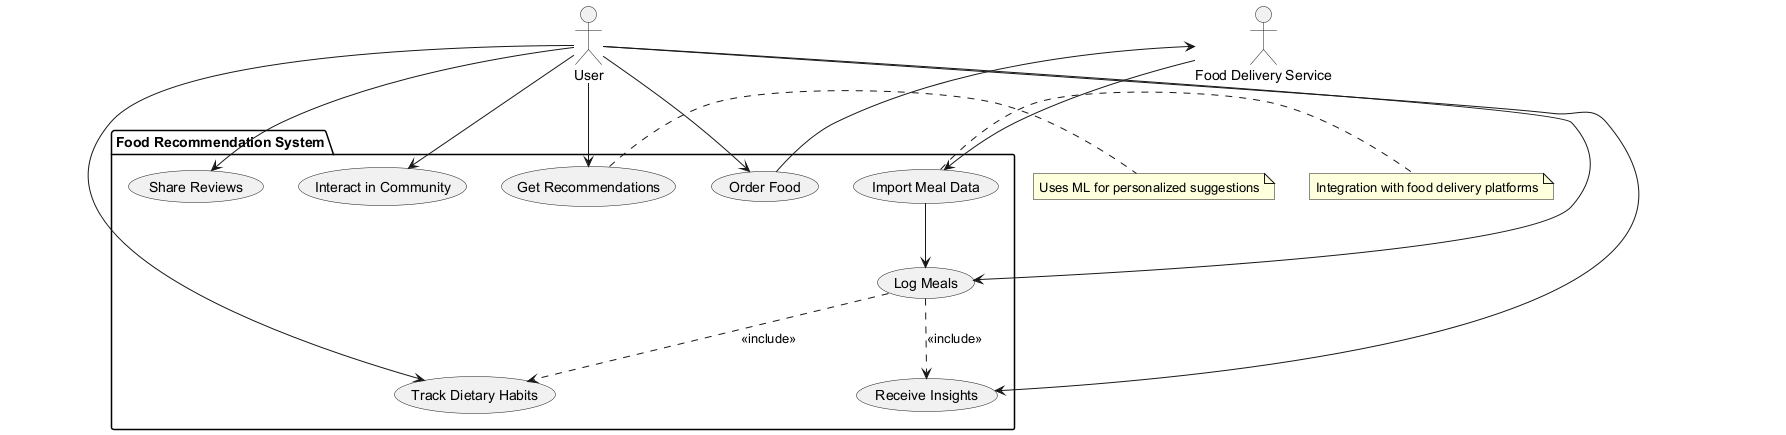 User
Food Delivery Service
Food Recommendation System
Share Reviews
Interact in Community
Get Recommendations
Order Food
Import Meal Data
Uses ML for personalized suggestions
Integration with food delivery platforms
Log Meals
«include»
«include»
Track Dietary Habits
Receive Insights